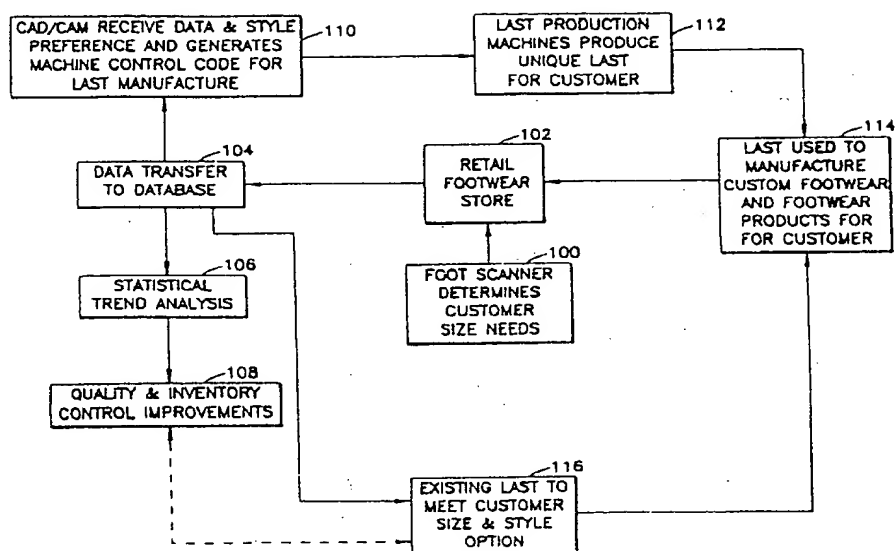 CAD/CAM RECEIVE DATA & STYLE
PREFERENCE AND GENERATES
MACHINE CONTROL CODE FOR
LAST MANUFACTURE
110
LAST PRODUCTION
MACHINES PRODUCE
UNIQUE LAST
FOR CUSTOMER
112
104
DATA TRANSFER
TO DATABASE
102
RETAIL
FOOTWEAR
STORE
114
LAST USED TO
MANUFACTURE
CUSTOM FOOTWEAR
AND FOOTWEAR
PRODUCTS FOR
FOR CUSTOMER
106
STATISTICAL
TREND ANALYSIS
100
FOOT SCANNER
DETERMINES
CUSTOMER
SIZE NEEDS
108
QUALITY & INVENTORY
CONTROL IMPROVEMENTS
116
EXISTING LAST TO
MEET CUSTOMER
SIZE & STYLE
OPTION